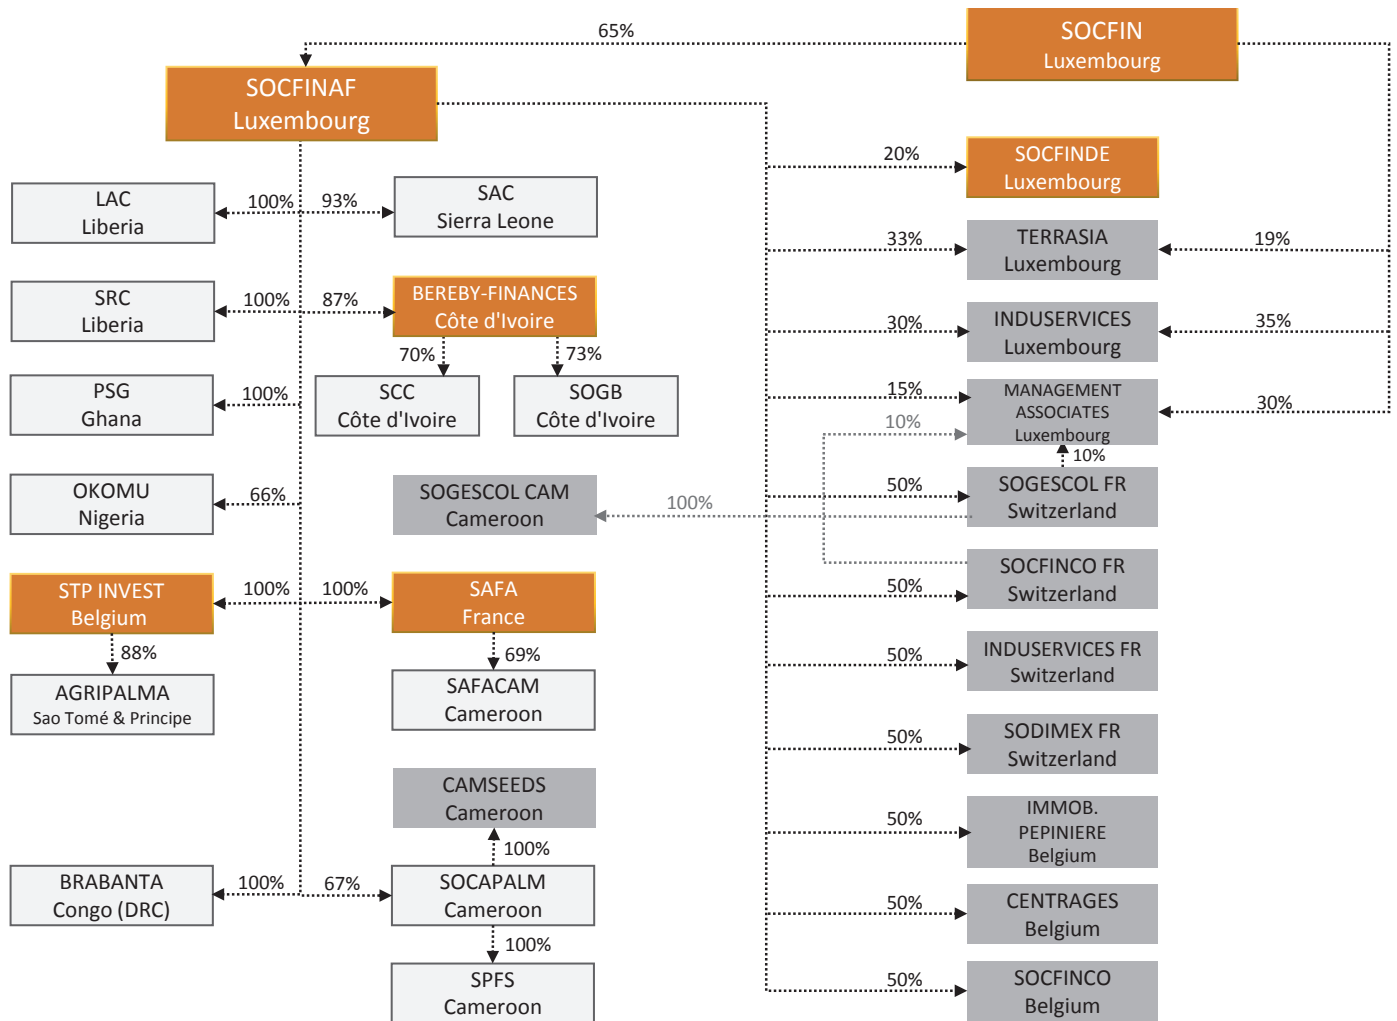 65%
SOCFIN
Luxembourg
SOCFINAF
Luxembourg
20%
SOCFINDE
Luxembourg
LAC
Liberia
100%
93%
SAC
Sierra Leone
33%
TERRASIA
Luxembourg
19%
SRC
Liberia
100%
87%
BEREBY-FINANCES
Côte d'Ivoire
30%
INDUSERVICES
Luxembourg
35%
70%
73%
PSG
Ghana
100%
SCC
Côte d'Ivoire
SOGB
Côte d'Ivoire
15%
MANAGEMENT
ASSOCIATES
Luxembourg
30%
10%
10%
OKOMU
Nigeria
66%
SOGESCOL CAM
Cameroon
100%
50%
SOGESCOL FR
Switzerland
STP INVEST
Belgium
100%
100%
SAFA
France
50%
SOCFINCO FR
Switzerland
88%
69%
AGRIPALMA
Sao Tomé & Principe
SAFACAM
Cameroon
50%
INDUSERVICES FR
Switzerland
50%
SODIMEX FR
Switzerland
CAMSEEDS
Cameroon
50%
IMMOB.
PEPINIERE
Belgium
100%
BRABANTA
Congo (DRC)
100%
67%
SOCAPALM
Cameroon
50%
CENTRAGES
Belgium
100%
SPFS
Cameroon
50%
SOCFINCO
Belgium